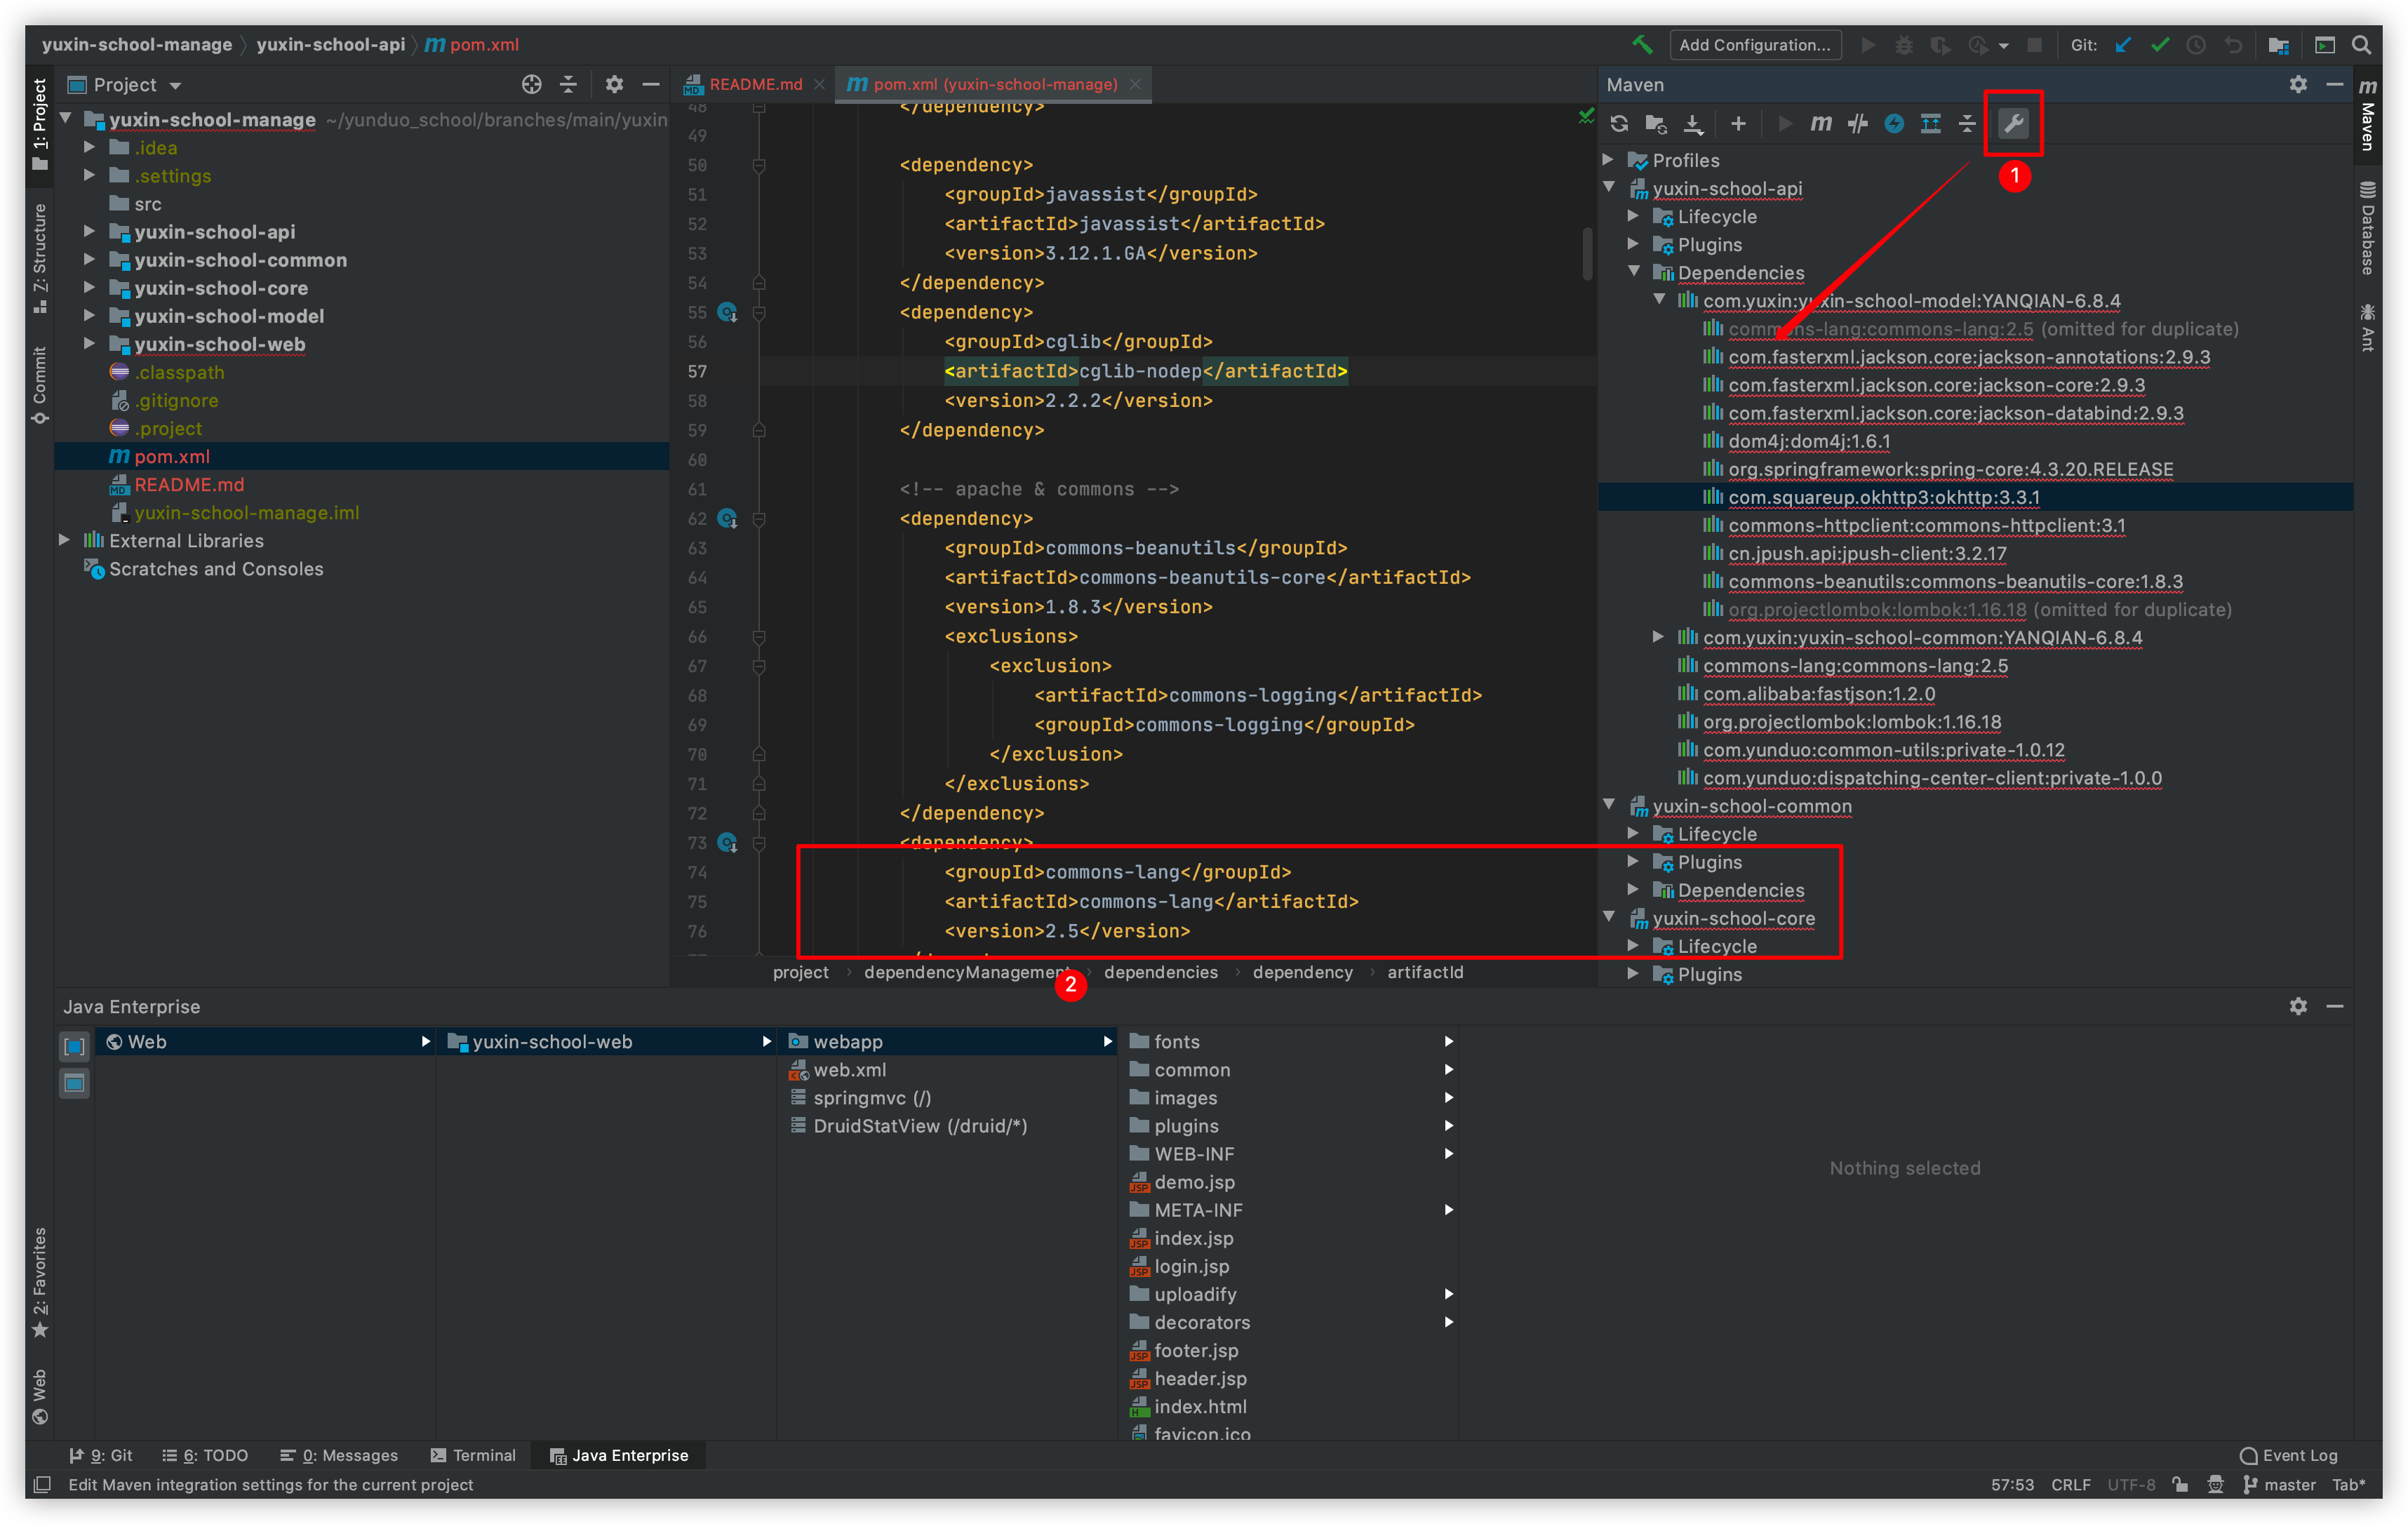 yuxin-school-manage 〉 yuxin-school-api 〉 pom.xml
Add Configuration...
Git:
Project
README.md
pom.xml (yuxin-school-manage)
Maven
1: Project
7: Structure
Commit
2: Favorites
Web
yuxin-school-manage ~/yunduo_school/branches/main/yuxin
.idea
.settings
src
yuxin-school-api
yuxin-school-common
yuxin-school-core
yuxin-school-model
yuxin-school-web
.classpath
.gitignore
.project
pom.xml
README.md
yuxin-school-manage.iml
External Libraries
Scratches and Consoles
48 </dependency>
49
50 <dependency>
51 <groupId>javassist</groupId>
52 <artifactId>javassist</artifactId>
53 <version>3.12.1.GA</version>
54 </dependency>
55 <dependency>
56 <groupId>cglib</groupId>
57 <artifactId>cglib-nodep</artifactId>
58 <version>2.2.2</version>
59 </dependency>
60
61 <!-- apache & commons -->
62 <dependency>
63 <groupId>commons-beanutils</groupId>
64 <artifactId>commons-beanutils-core</artifactId>
65 <version>1.8.3</version>
66 <exclusions>
67 <exclusion>
68 <artifactId>commons-logging</artifactId>
69 <groupId>commons-logging</groupId>
70 </exclusion>
71 </exclusions>
72 </dependency>
73 <dependency>
74 <groupId>commons-lang</groupId>
75 <artifactId>commons-lang</artifactId>
76 <version>2.5</version>
project › dependencyManagement › dependencies › dependency › artifactId
2
1
Profiles
yuxin-school-api
Lifecycle
Plugins
Dependencies
com.yuxin:yuxin-school-model:YANQIAN-6.8.4
commons-lang:commons-lang:2.5 (omitted for duplicate)
com.fasterxml.jackson.core:jackson-annotations:2.9.3
com.fasterxml.jackson.core:jackson-core:2.9.3
com.fasterxml.jackson.core:jackson-databind:2.9.3
dom4j:dom4j:1.6.1
org.springframework:spring-core:4.3.20.RELEASE
com.squareup.okhttp3:okhttp:3.3.1
commons-httpclient:commons-httpclient:3.1
cn.jpush.api:jpush-client:3.2.17
commons-beanutils:commons-beanutils-core:1.8.3
org.projectlombok:lombok:1.16.18 (omitted for duplicate)
com.yuxin:yuxin-school-common:YANQIAN-6.8.4
commons-lang:commons-lang:2.5
com.alibaba:fastjson:1.2.0
org.projectlombok:lombok:1.16.18
com.yunduo:common-utils:private-1.0.12
com.yunduo:dispatching-center-client:private-1.0.0
yuxin-school-common
Lifecycle
Plugins
Dependencies
yuxin-school-core
Lifecycle
Plugins
Maven
Database
Ant
Java Enterprise
Web
yuxin-school-web
webapp
web.xml
springmvc (/)
DruidStatView (/druid/*)
fonts
common
images
plugins
WEB-INF
demo.jsp
META-INF
index.jsp
login.jsp
uploadify
decorators
footer.jsp
header.jsp
index.html
favicon.ico
Nothing selected
9: Git
6: TODO
0: Messages
Terminal
Java Enterprise
Event Log
Edit Maven integration settings for the current project
57:53 CRLF UTF-8 master Tab*